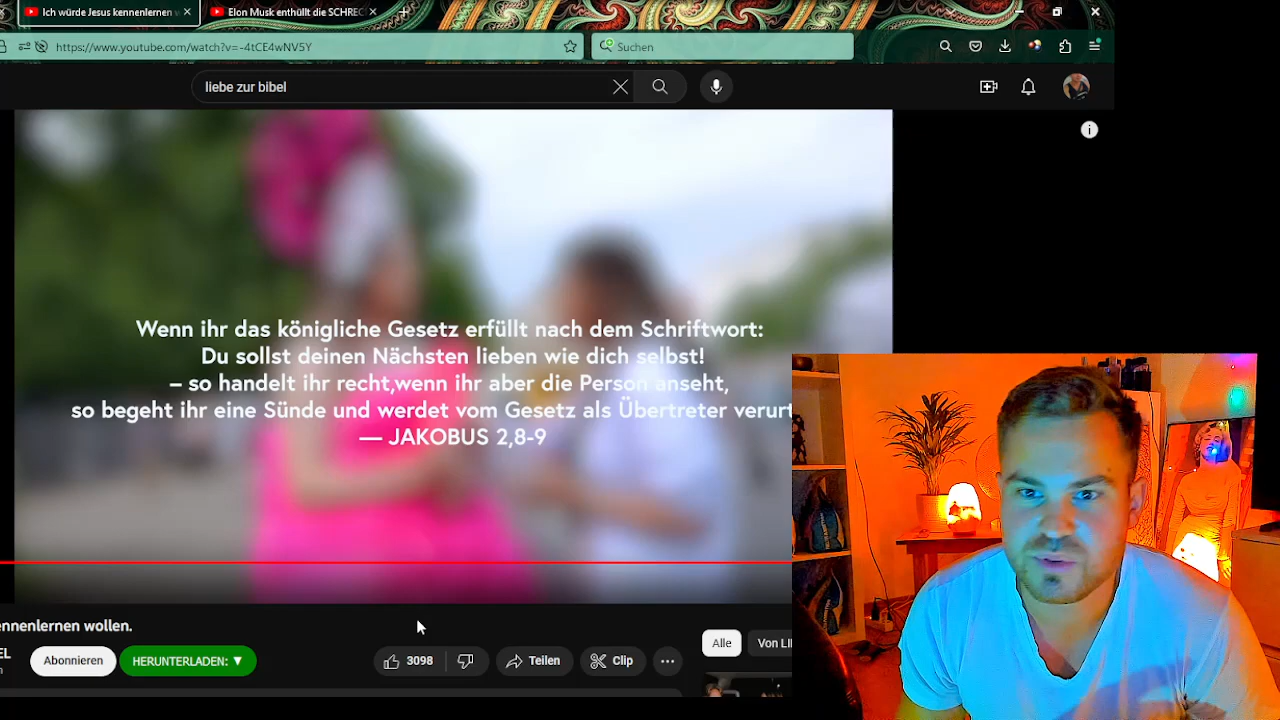 Ich würde Jesus kennenlernen
Elon Musk enthüllt die SCHREC
https://www.youtube.com/watch?v=-4tCE4wNV5Y
Suchen
liebe zur bibel
Wenn ihr das königliche Gesetz erfüllt nach dem Schriftwort:
Du sollst deinen Nächsten lieben wie dich selbst!
– so handelt ihr recht,wenn ihr aber die Person anseht,
so begeht ihr eine Sünde und werdet vom Gesetz als Übertreter verurt
— JAKOBUS 2,8-9
ennenlernen wollen.
EL
Abonnieren
HERUNTERLADEN: ▼
3098
Teilen
Clip
Alle
Von LI